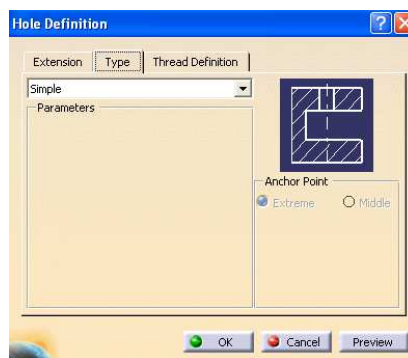 Hole Definition
Extension Type Thread Definition
Simple
Parameters
Anchor Point
Extreme Middle
OK Cancel Preview